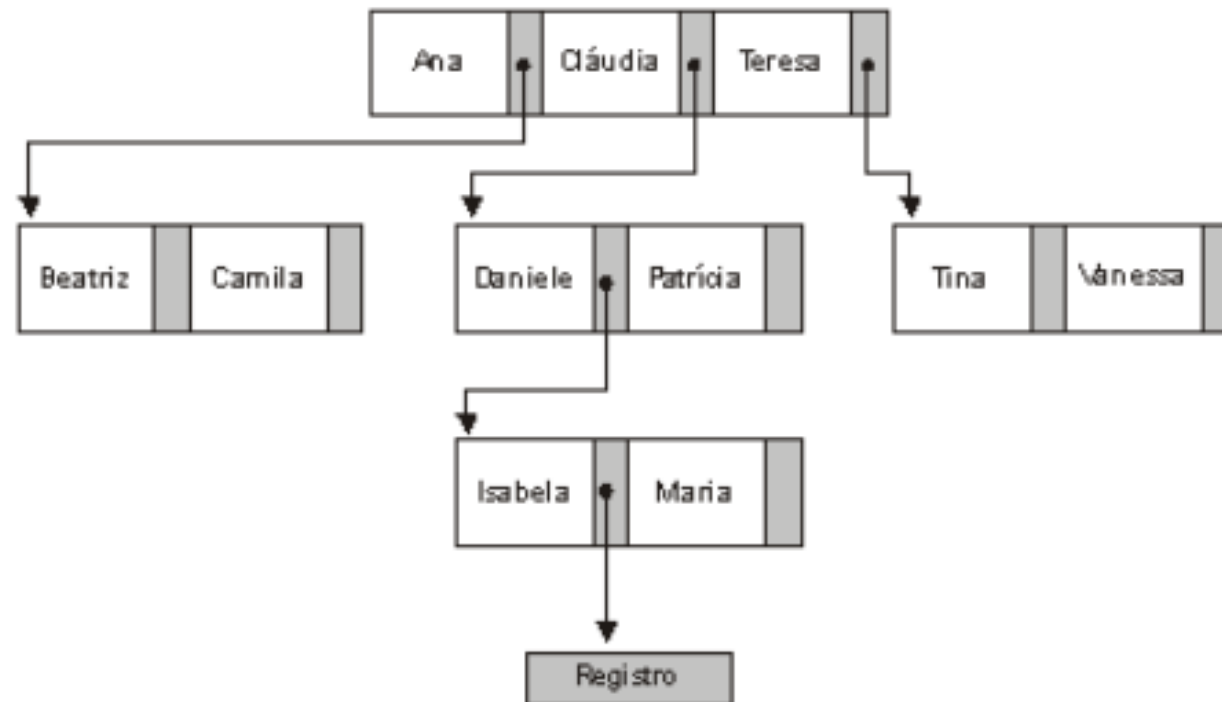 Ana Cláudia Teresa
Beatriz Camila Daniele Patrícia Tina Vanessa
Isabela Maria
Registro